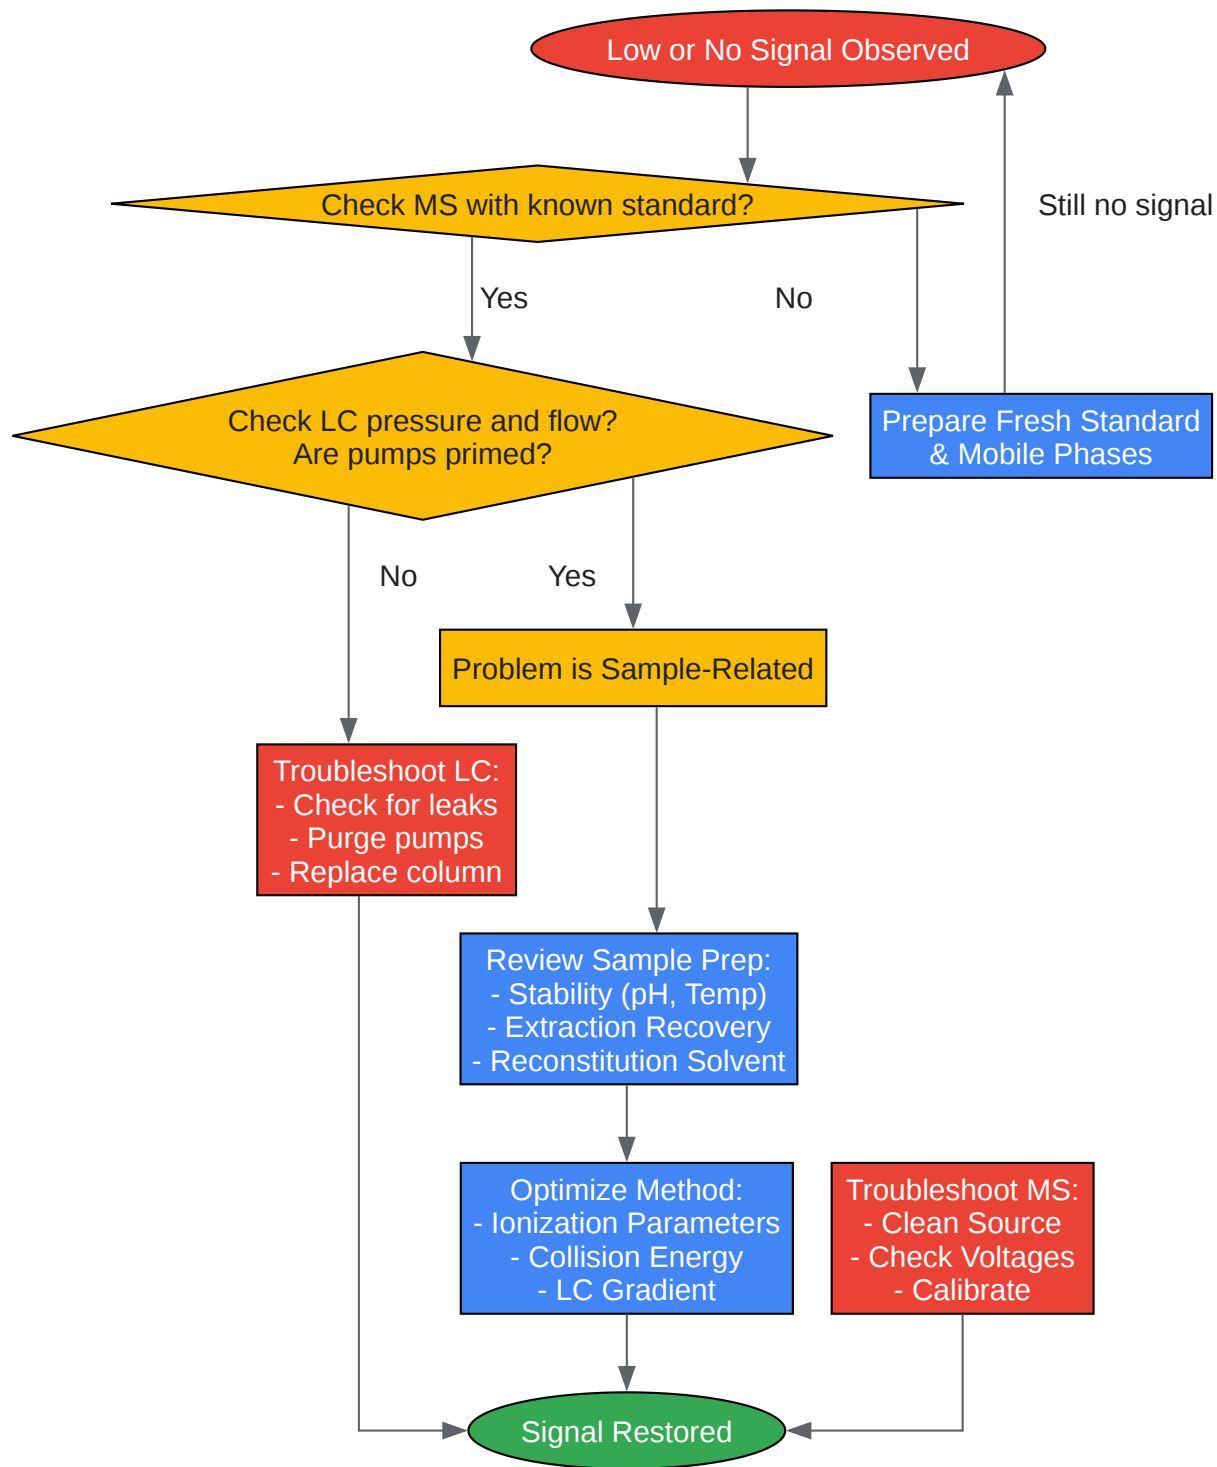 Low or No Signal Observed
Check MS with known standard?
Still no signal
Yes
No
Check LC pressure and flow?
Are pumps primed?
Prepare Fresh Standard
& Mobile Phases
No
Yes
Problem is Sample-Related
Troubleshoot LC:
- Check for leaks
- Purge pumps
- Replace column
Review Sample Prep:
- Stability (pH, Temp)
- Extraction Recovery
- Reconstitution Solvent
Optimize Method:
- Ionization Parameters
- Collision Energy
- LC Gradient
Troubleshoot MS:
- Clean Source
- Check Voltages
- Calibrate
Signal Restored